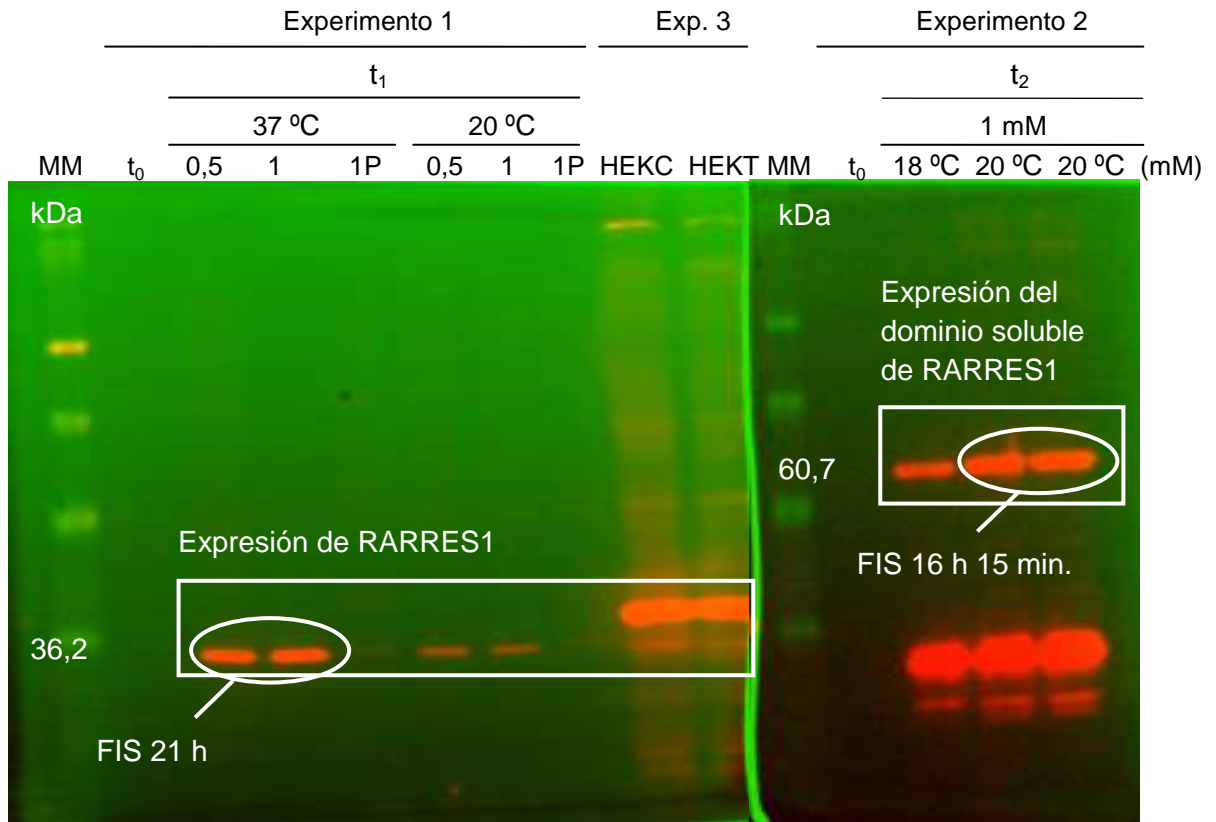 Experimento 1 Exp. 3 Experimento 2
t₁ t₂
37 ºC 20 ºC 1 mM
MM t₀ 0,5 1 1P 0,5 1 1P HEKC HEKT MM t₀ 18 ºC 20 ºC 20 ºC (mM)
kDa kDa
Expresión del
dominio soluble
de RARRES1
60,7
Expresión de RARRES1
FIS 16 h 15 min.
36,2
FIS 21 h